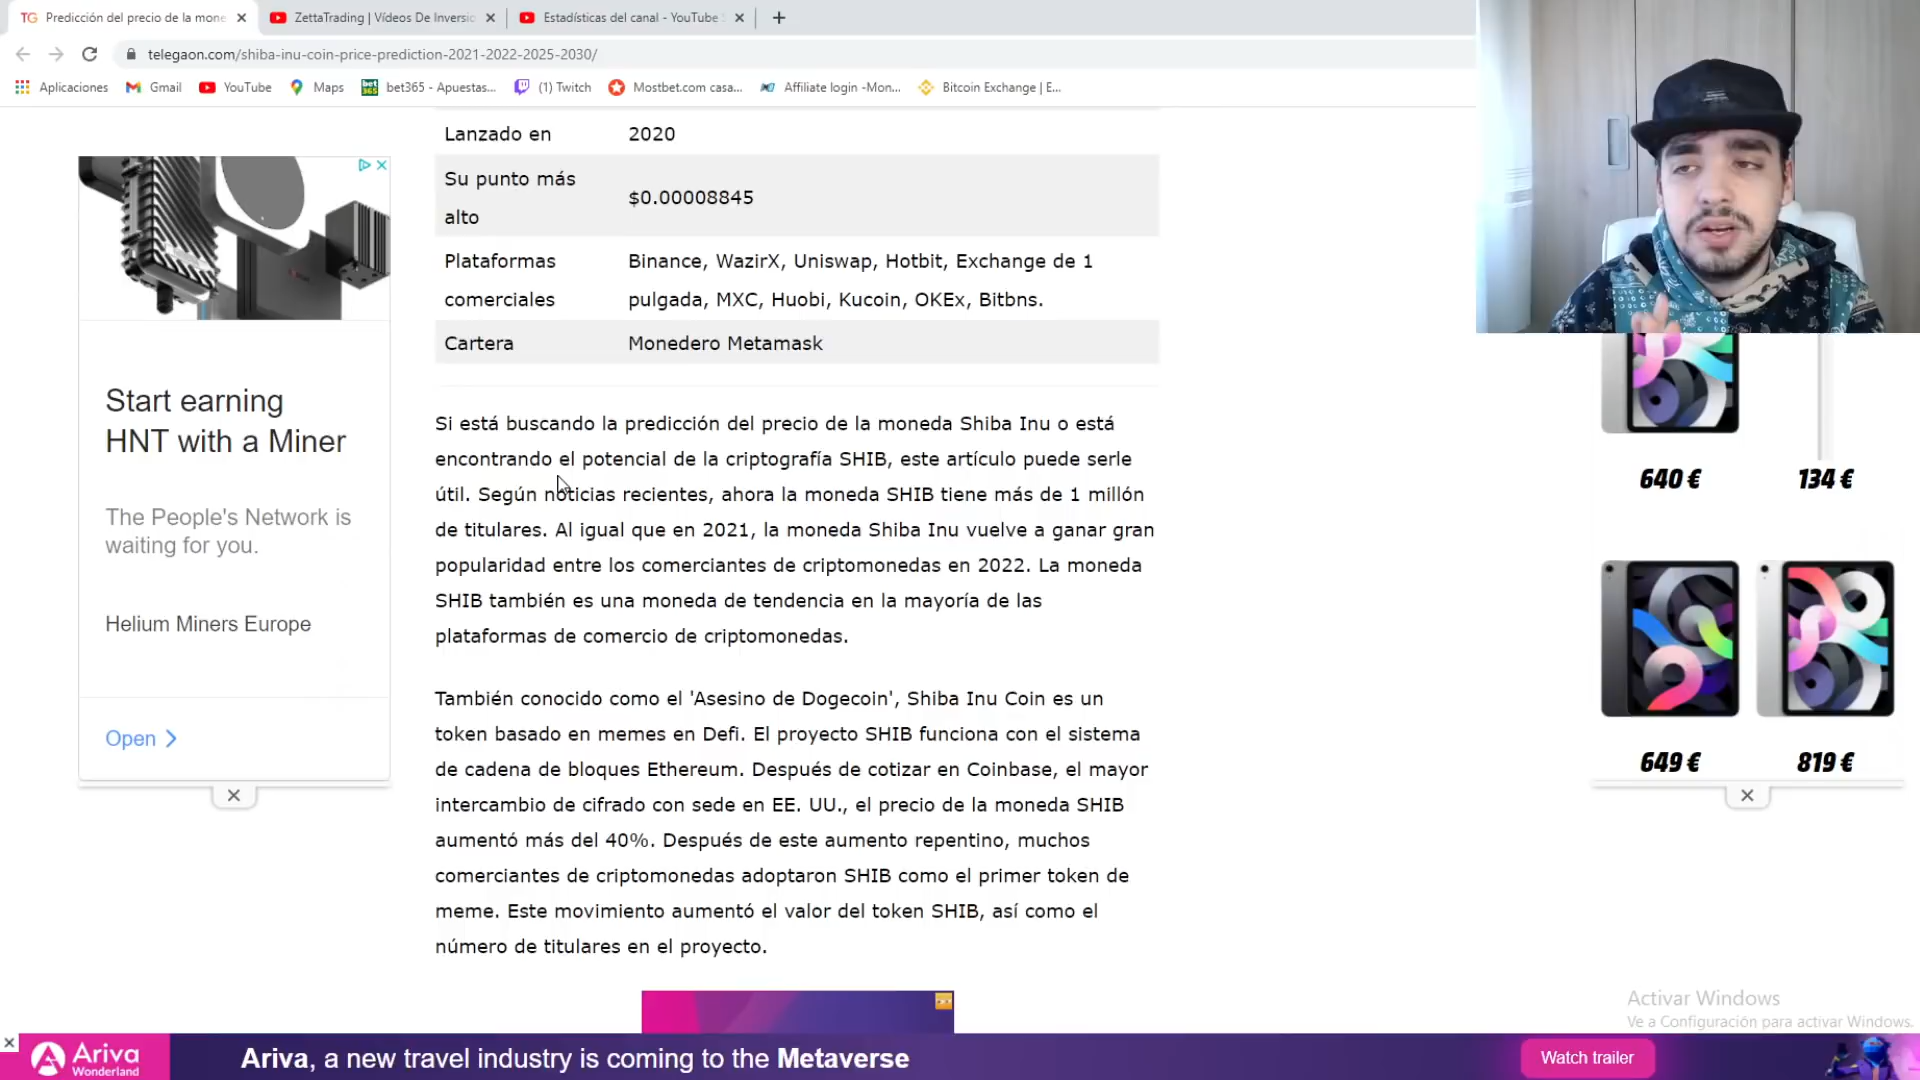 TG Predicción del precio de la mone
ZettaTrading | Vídeos De Inversio
Estadísticas del canal - YouTube
telegaon.com/shiba-inu-coin-price-prediction-2021-2022-2025-2030/
Aplicaciones
Gmail
YouTube
Maps
bet365
bet365 - Apuestas...
(1) Twitch
Mostbet.com casa...
Affiliate login -Mon...
Bitcoin Exchange | E...
Lanzado en 2020
Su punto más
alto
$0.00008845
Plataformas
comerciales
Binance, WazirX, Uniswap, Hotbit, Exchange de 1
pulgada, MXC, Huobi, Kucoin, OKEx, Bitbns.
Cartera Monedero Metamask
Si está buscando la predicción del precio de la moneda Shiba Inu o está
encontrando el potencial de la criptografía SHIB, este artículo puede serle
útil. Según noticias recientes, ahora la moneda SHIB tiene más de 1 millón
de titulares. Al igual que en 2021, la moneda Shiba Inu vuelve a ganar gran
popularidad entre los comerciantes de criptomonedas en 2022. La moneda
SHIB también es una moneda de tendencia en la mayoría de las
plataformas de comercio de criptomonedas.
También conocido como el 'Asesino de Dogecoin', Shiba Inu Coin es un
token basado en memes en Defi. El proyecto SHIB funciona con el sistema
de cadena de bloques Ethereum. Después de cotizar en Coinbase, el mayor
intercambio de cifrado con sede en EE. UU., el precio de la moneda SHIB
aumentó más del 40%. Después de este aumento repentino, muchos
comerciantes de criptomonedas adoptaron SHIB como el primer token de
meme. Este movimiento aumentó el valor del token SHIB, así como el
número de titulares en el proyecto.
Start earning
HNT with a Miner
The People's Network is
waiting for you.
Helium Miners Europe
Open
640 €
134 €
649 €
819 €
Activar Windows
Ve a Configuración para activar Windows.
Ariva
Wonderland
Ariva, a new travel industry is coming to the Metaverse
Watch trailer